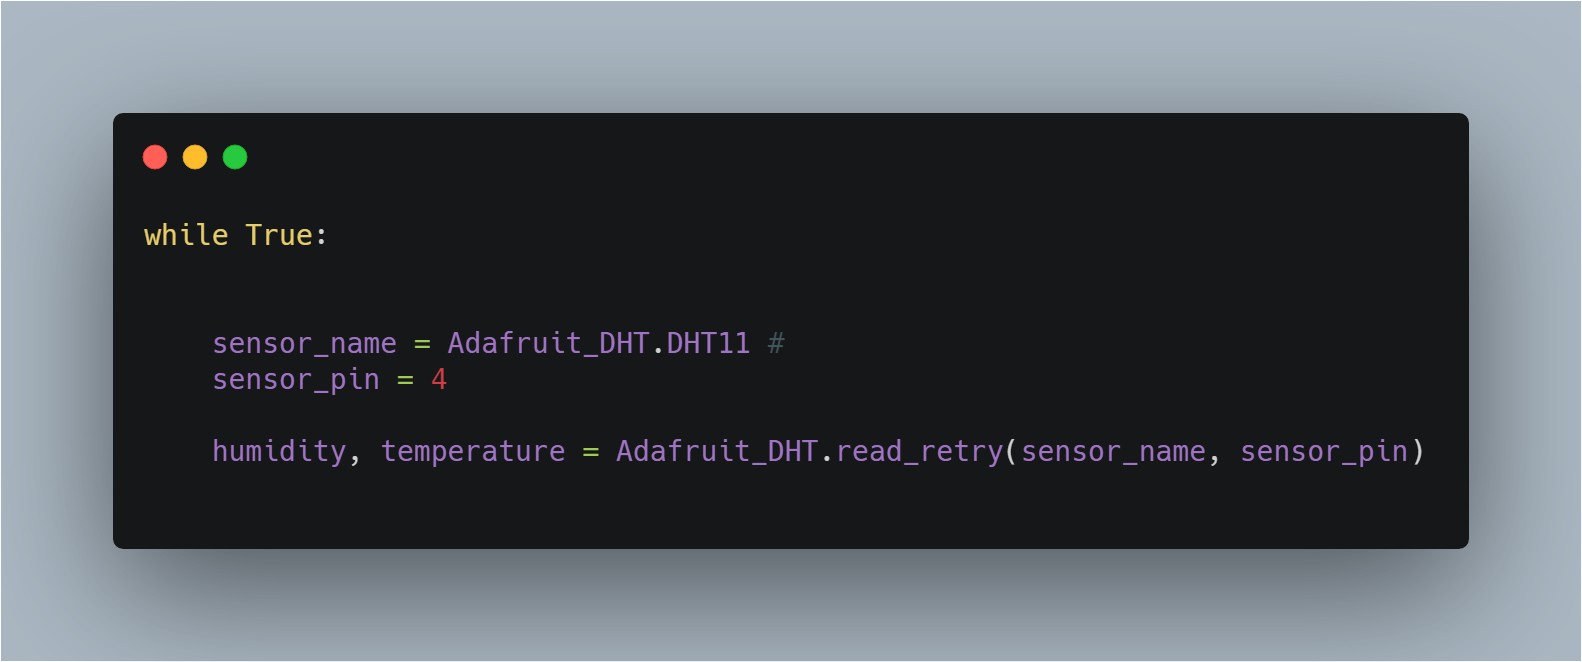 while True:
    sensor_name = Adafruit_DHT.DHT11 #
    sensor_pin = 4
    humidity, temperature = Adafruit_DHT.read_retry(sensor_name, sensor_pin)